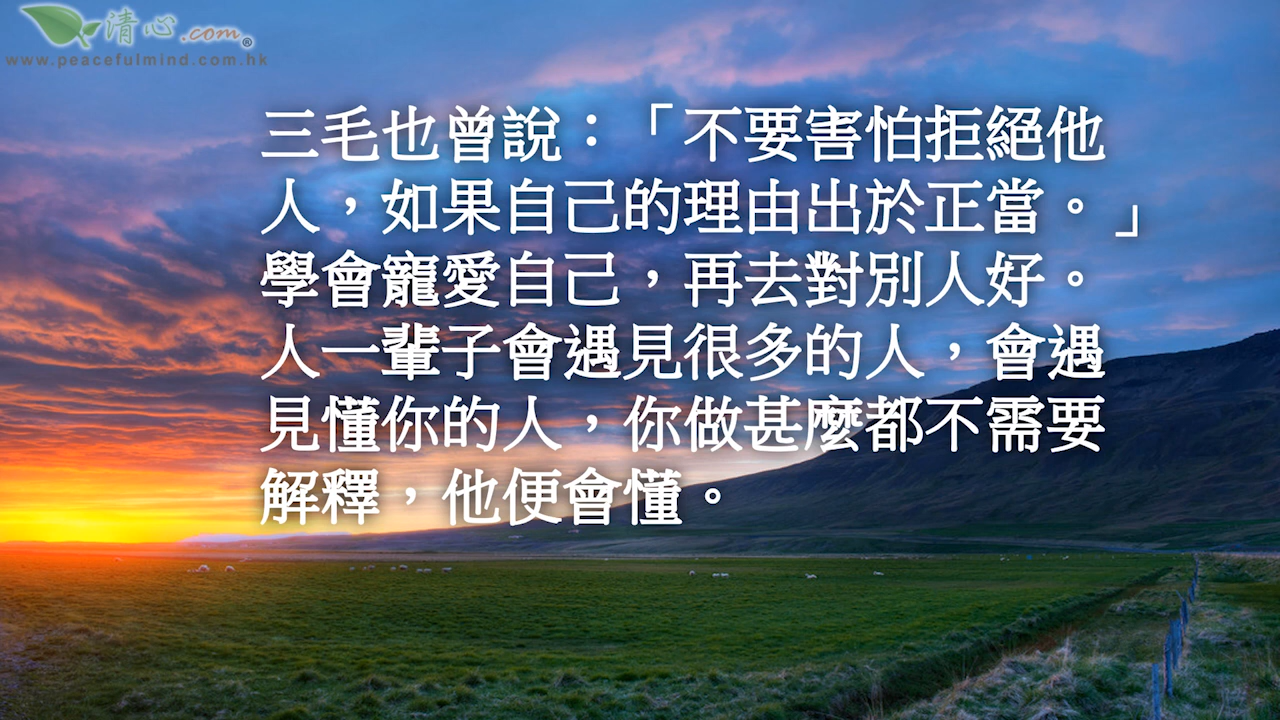 清心.com®
www.peacefulmind.com.hk
三毛也曾說：「不要害怕拒絕他
人，如果自己的理由出於正當。」
學會寵愛自己，再去對別人好。
人一輩子會遇見很多的人，會遇
見懂你的人，你做甚麼都不需要
解釋，他便會懂。